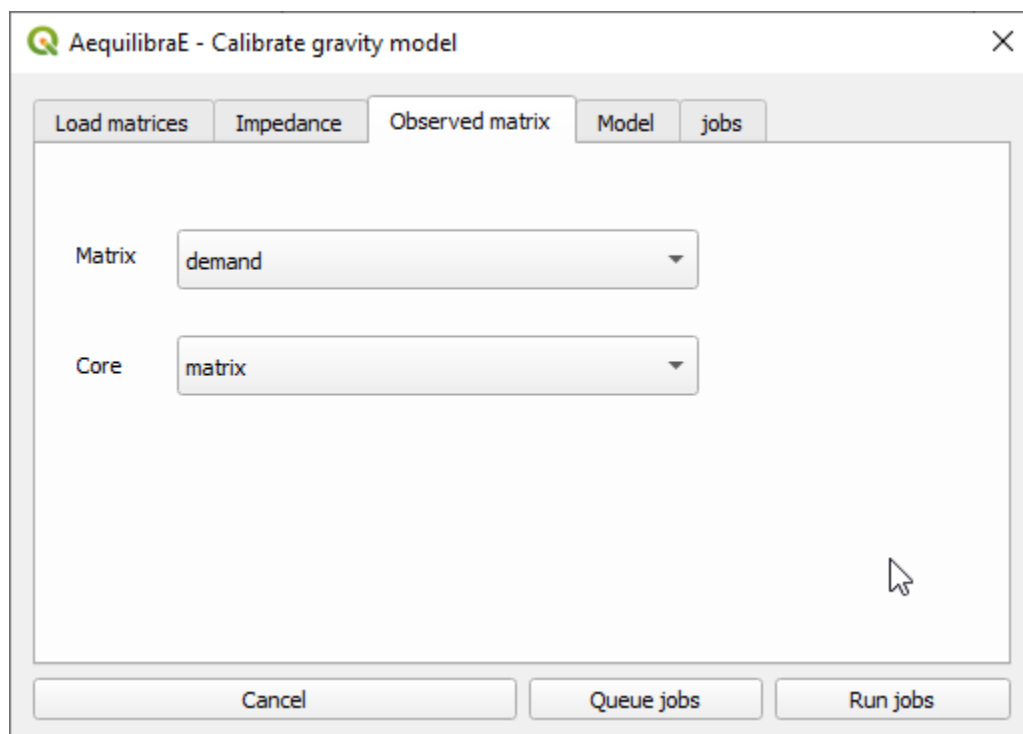 AequilibraE - Calibrate gravity model
Load matrices Impedance Observed matrix Model jobs
Matrix demand
Core matrix
Cancel Queue jobs Run jobs